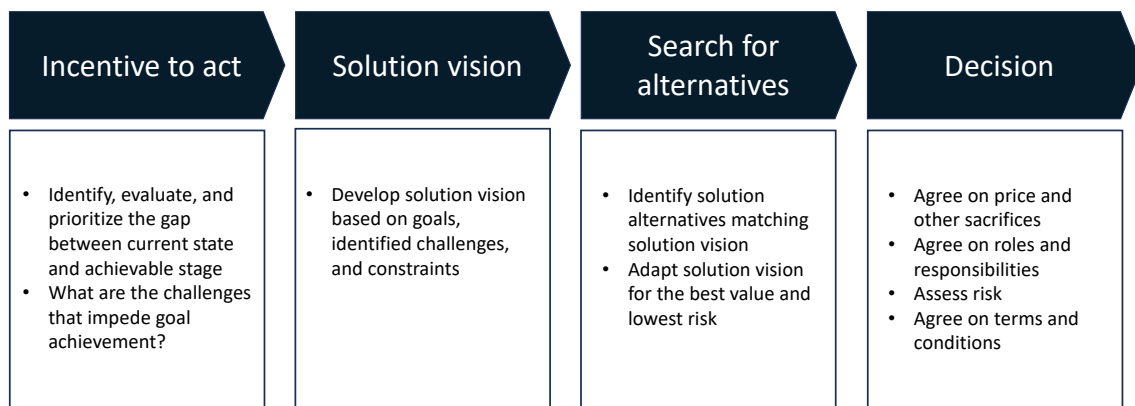 Incentive to act
Solution vision
Search for
alternatives
Decision
• Identify, evaluate, and
prioritize the gap
between current state
and achievable stage
• What are the challenges
that impede goal
achievement?
• Develop solution vision
based on goals,
identified challenges,
and constraints
• Identify solution
alternatives matching
solution vision
• Adapt solution vision
for the best value and
lowest risk
• Agree on price and
other sacrifices
• Agree on roles and
responsibilities
• Assess risk
• Agree on terms and
conditions